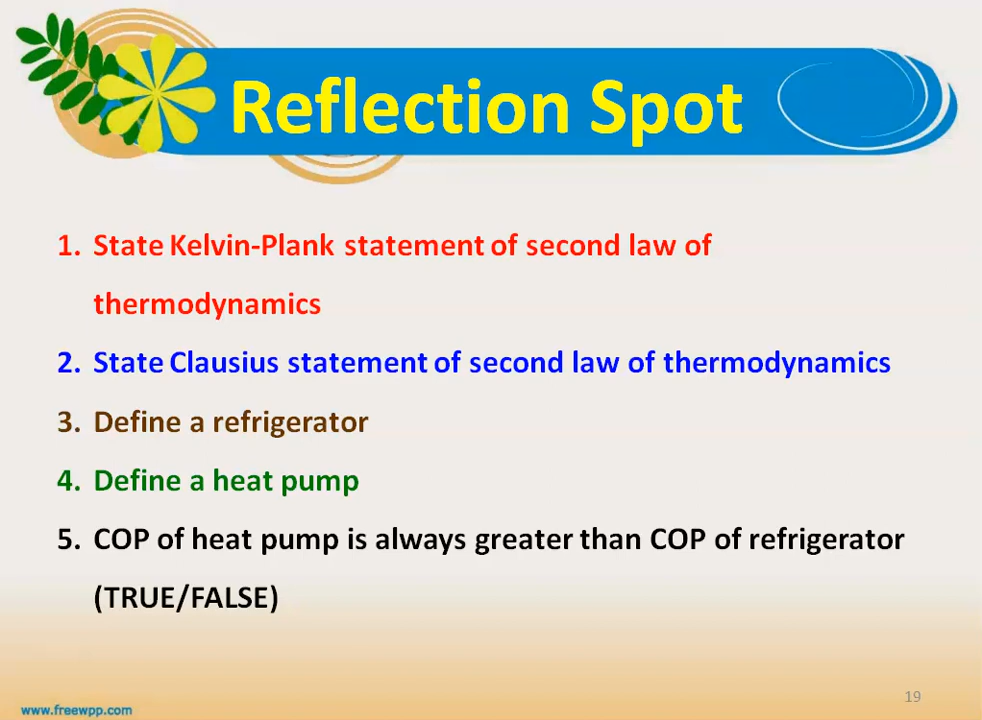 Reflection Spot
1. State Kelvin-Plank statement of second law of
thermodynamics
2. State Clausius statement of second law of thermodynamics
3. Define a refrigerator
4. Define a heat pump
5. COP of heat pump is always greater than COP of refrigerator
(TRUE/FALSE)
19
www.freewpp.com